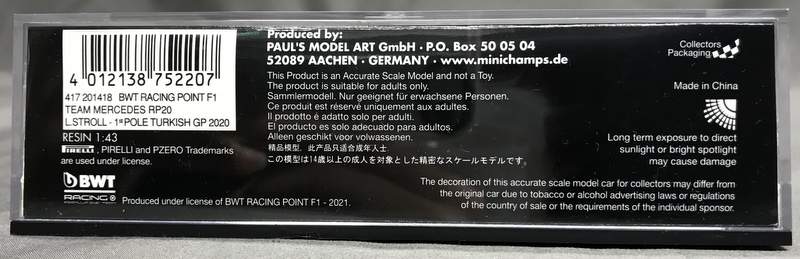 4 012138 752207
417 201418 BWT RACING POINT F1
TEAM MERCEDES RP20
L.STROLL - 1ST POLE TURKISH GP 2020
RESIN 1:43
PIRELLI, PIRELLI and PZERO Trademarks
are used under license.
BWT
RACING
Produced under license of BWT RACING POINT F1 - 2021.
Produced by:
PAUL'S MODEL ART GmbH · P.O. Box 50 05 04
52089 AACHEN · GERMANY · www.minichamps.de
This Product is an Accurate Scale Model and not a Toy.
The product is suitable for adults only.
Sammlermodell. Nur geeignet für erwachsene Personen.
Ce produit est réservé uniquement aux adultes.
Il prodotto é adatto solo per adulti.
El producto es solo adecuado para adultos.
Alleen geschikt voor volwassenen.
精品模型，此产品只适合成年人士.
この模型は14歳以上の成人を対象とした精密なスケールモデルです。
Collectors
Packaging
Made in China
Long term exposure to direct
sunlight or bright spotlight
may cause damage
The decoration of this accurate scale model car for collectors may differ from
the original car due to tobacco or alcohol advertising laws or regulations
of the country of sale or the requirements of the individual sponsor.